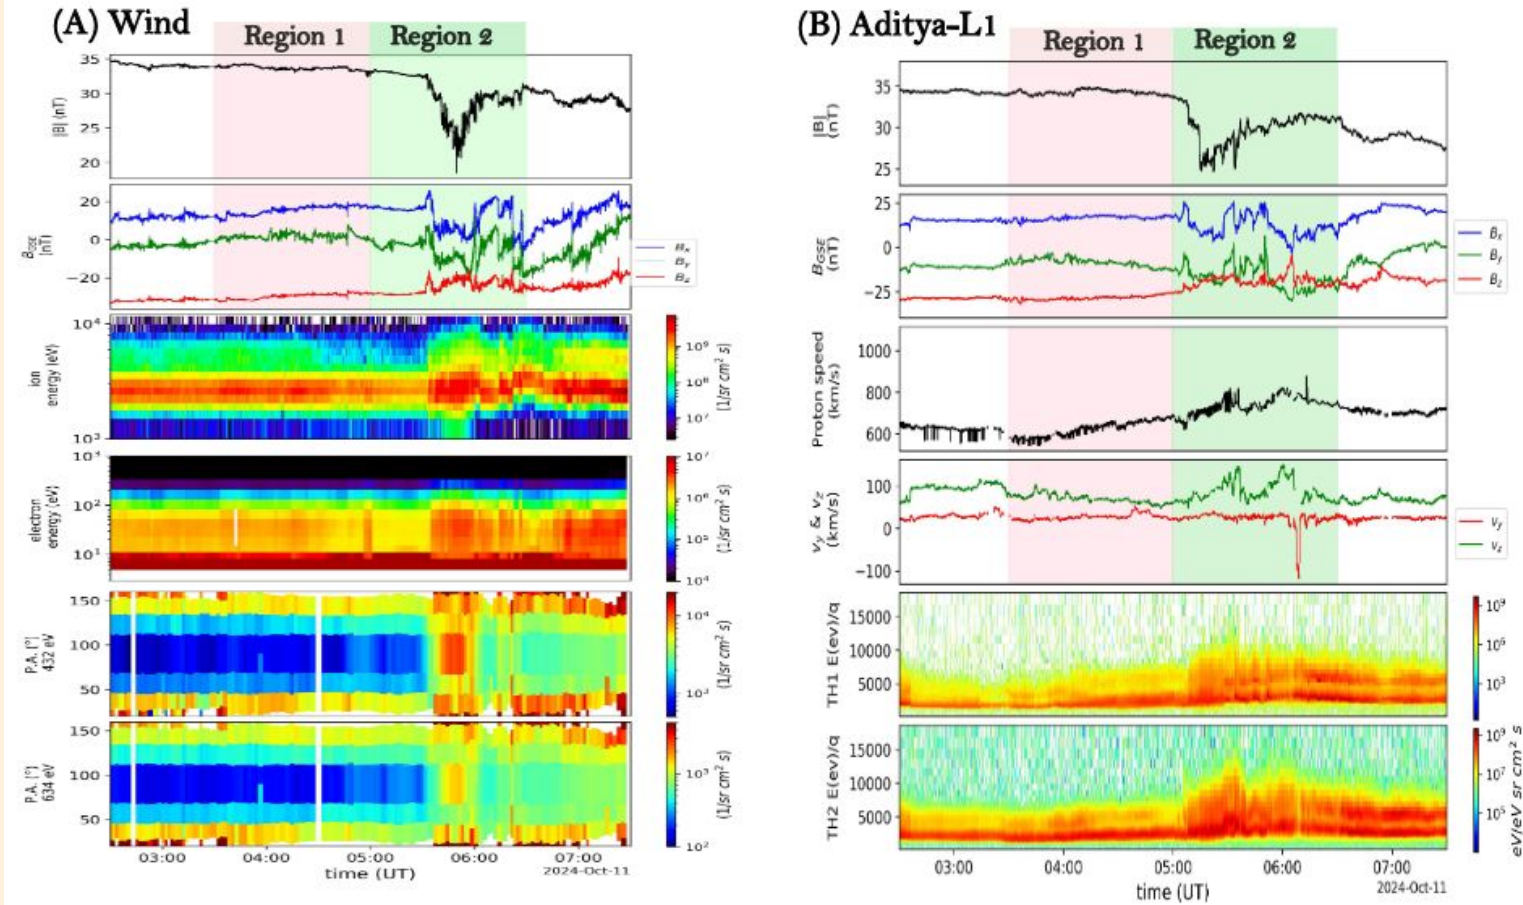 (A) Wind
Region 1
Region 2
|B| (nT)
35
30
25
20
B_GSE
(nT)
20
0
−20
Bₓ
Bᵧ
B_z
ion
energy (eV)
10⁴
10³
10⁹
10⁸
10⁷
(1/sr cm² s)
electron
energy (eV)
10³
10²
10¹
10⁷
10⁶
10⁵
10⁴
(1/sr cm² s)
P.A. [°]
432 eV
150
100
50
10⁴
10³
(1/sr cm² s)
P.A. [°]
634 eV
150
100
50
10³
10²
(1/sr cm² s)
03:00
04:00
05:00
06:00
07:00
time (UT)
2024-Oct-11
(B) Aditya-L1
Region 1
Region 2
|B|
(nT)
35
30
25
B_GSE
(nT)
25
0
−25
Bₓ
Bᵧ
B_z
Proton speed
(km/s)
1000
800
600
vᵧ & v_z
(km/s)
100
0
−100
vᵧ
v_z
TH1 E(ev)/q
15000
10000
5000
10⁹
10⁶
10³
TH2 E(ev)/q
15000
10000
5000
10⁹
10⁷
10⁵
eV/eV sr cm² s
03:00
04:00
05:00
06:00
07:00
time (UT)
2024-Oct-11